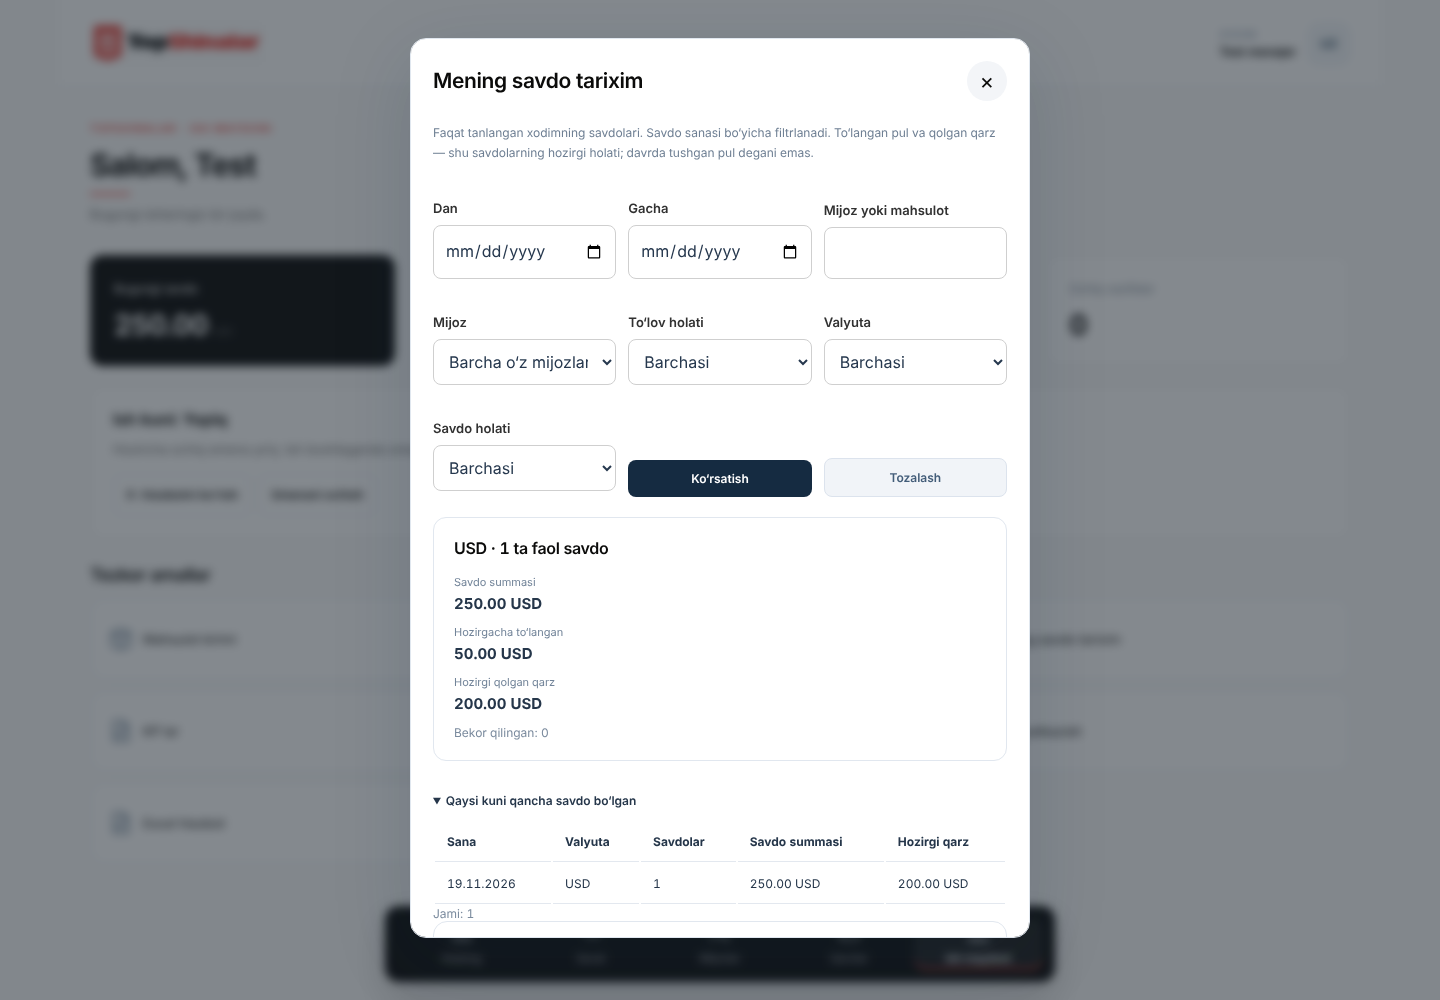 Mening savdo tarixim
Faqat tanlangan xodimning savdolari. Savdo sanasi bo‘yicha filtrlanadi. To‘langan pul va qolgan qarz
— shu savdolarning hozirgi holati; davrda tushgan pul degani emas.
Dan
Gacha
Mijoz yoki mahsulot
mm/dd/yyyy
mm/dd/yyyy
Mijoz
To‘lov holati
Valyuta
Barcha o‘z mijozlar
Barchasi
Barchasi
Savdo holati
Barchasi
Ko‘rsatish
Tozalash
USD · 1 ta faol savdo
Savdo summasi
250.00 USD
Hozirgacha to‘langan
50.00 USD
Hozirgi qolgan qarz
200.00 USD
Bekor qilingan: 0
Qaysi kuni qancha savdo bo‘lgan
Sana Valyuta Savdolar Savdo summasi Hozirgi qarz
19.11.2026 USD 1 250.00 USD 200.00 USD
Jami: 1
Salom, Test
250.00
0